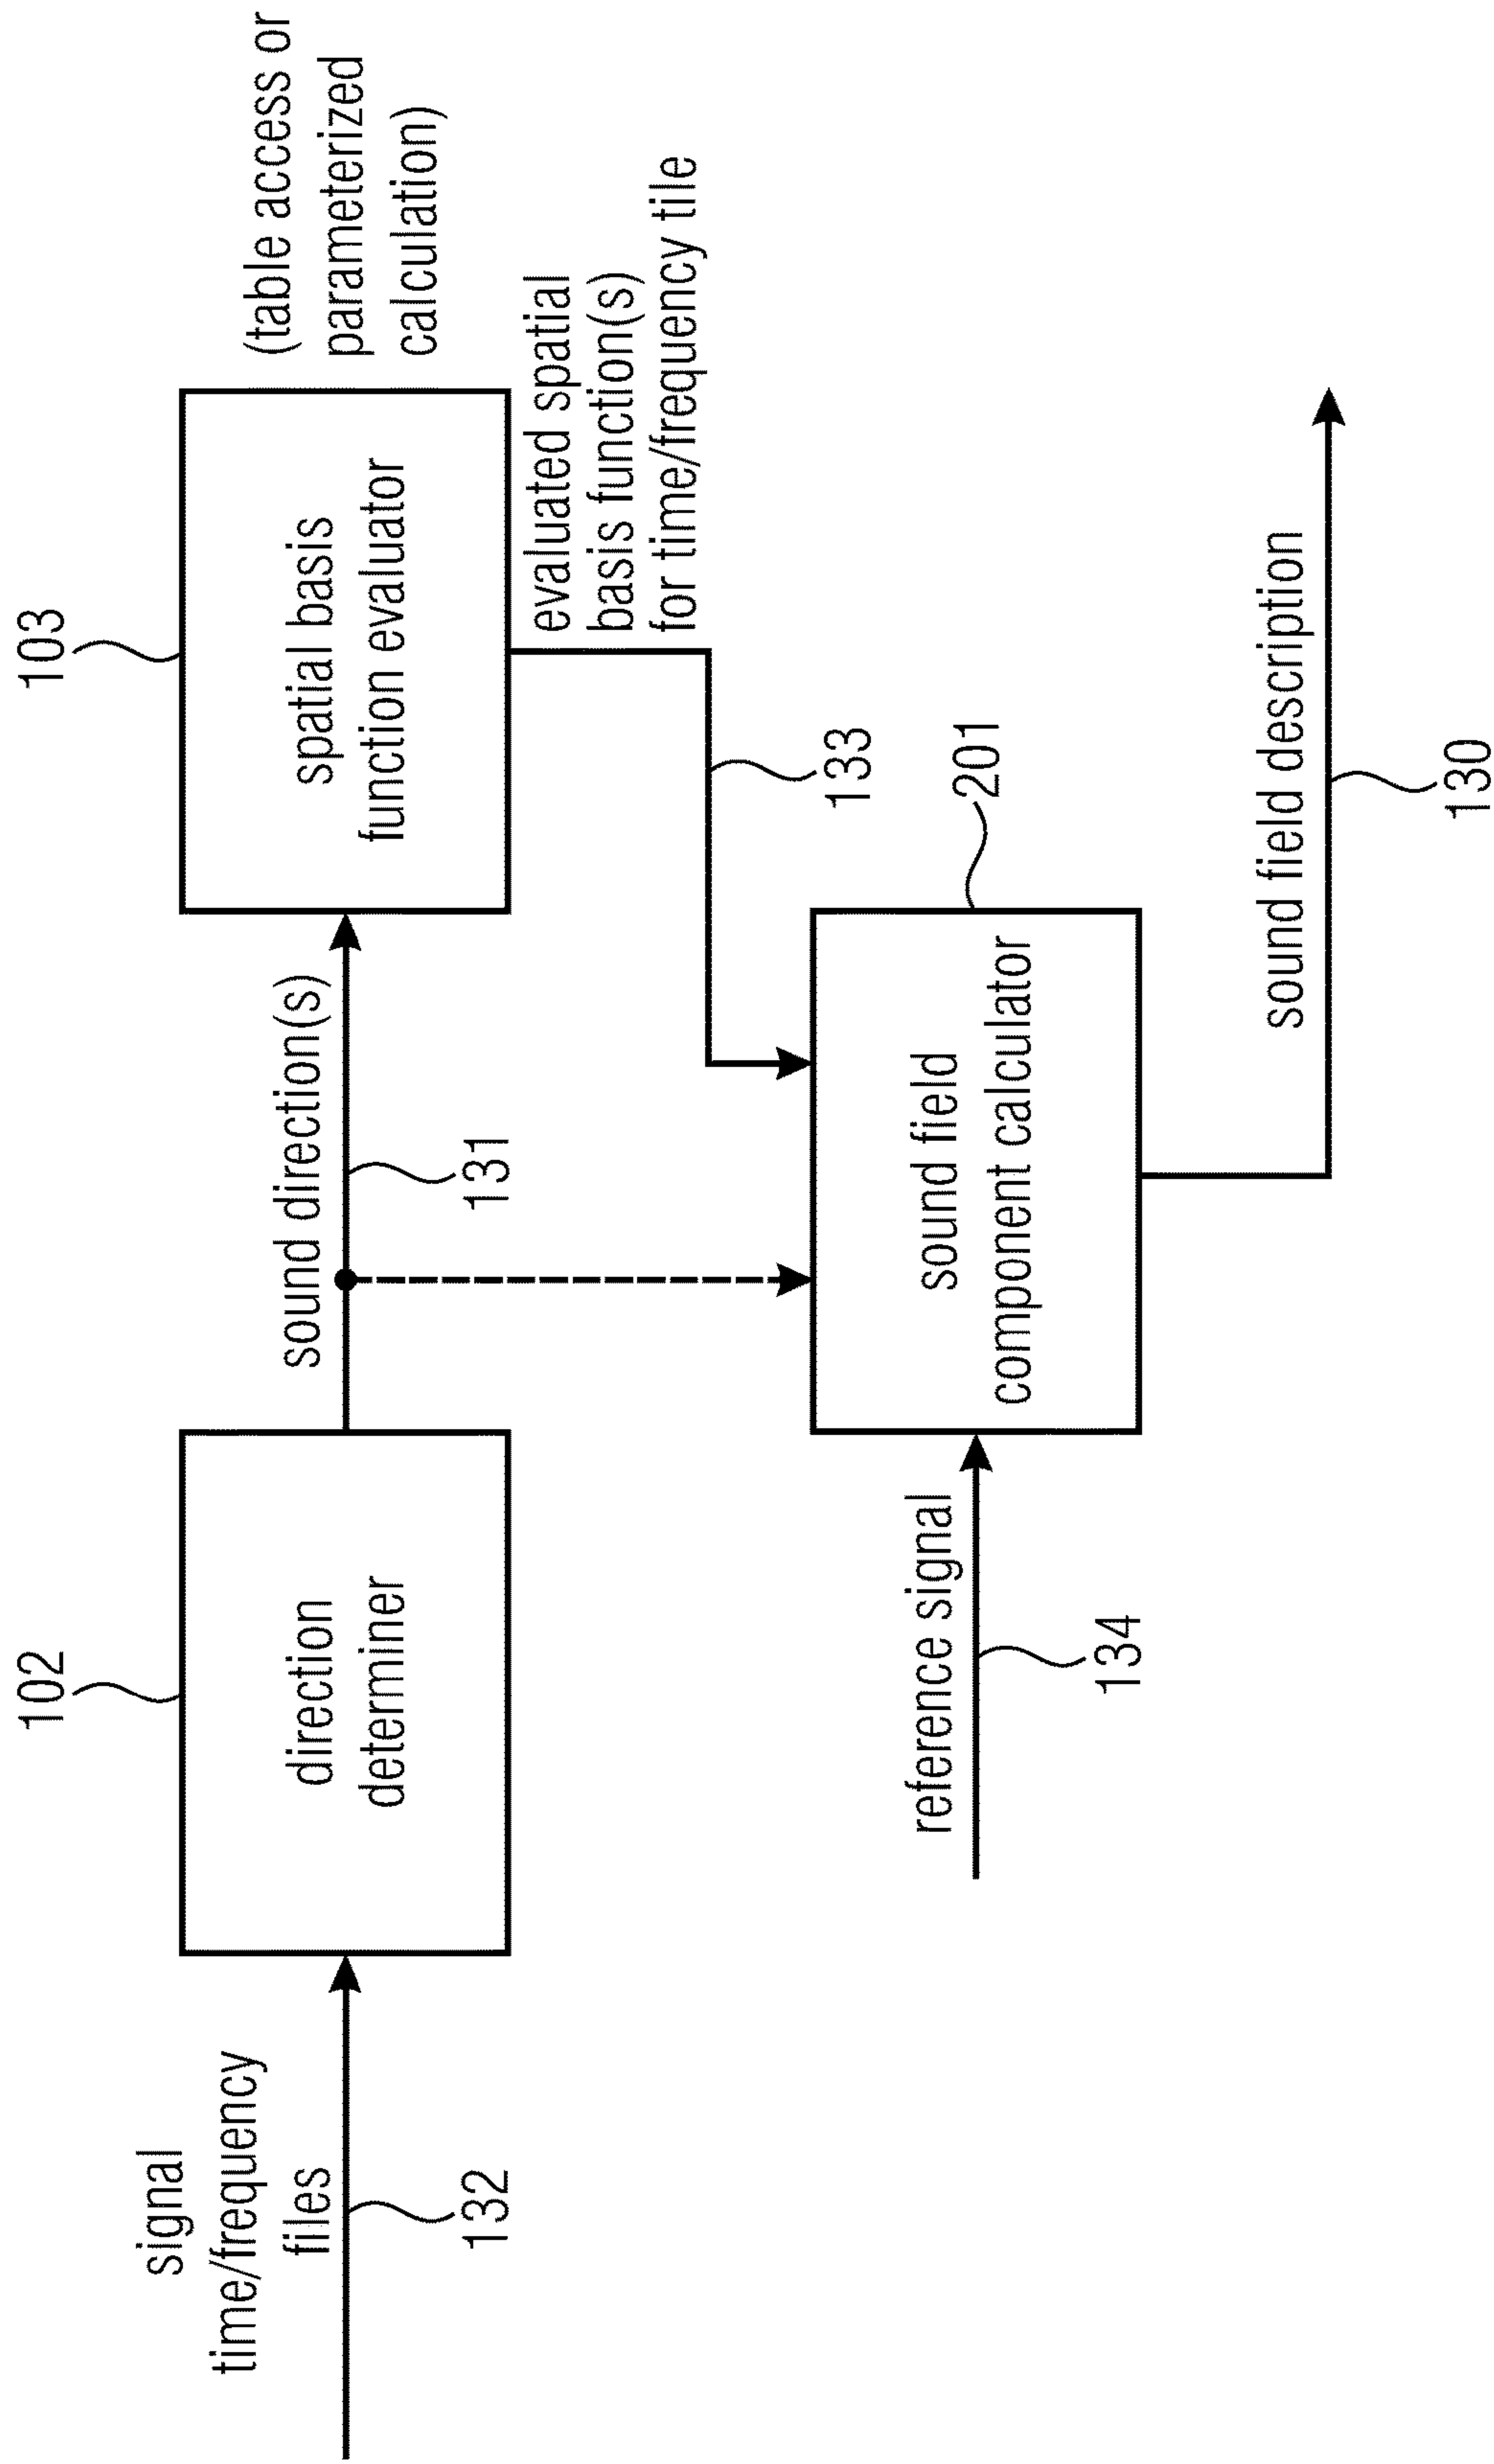 102
103
signal
time/frequency
files
132
direction
determiner
sound direction(s)
131
spatial basis
function evaluator
(table access or
parameterized
calculation)
evaluated spatial
basis function(s)
for time/frequency tile
133
reference signal
134
sound field
component calculator
201
sound field description
130